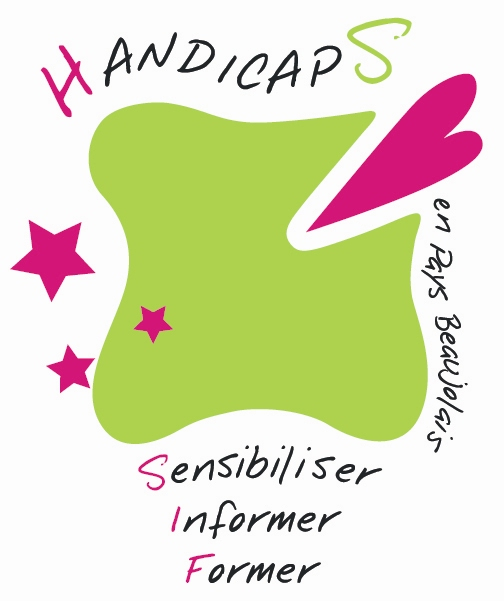 HANDICAPS
en Pays Beaujolais
Sensibiliser
Informer
Former